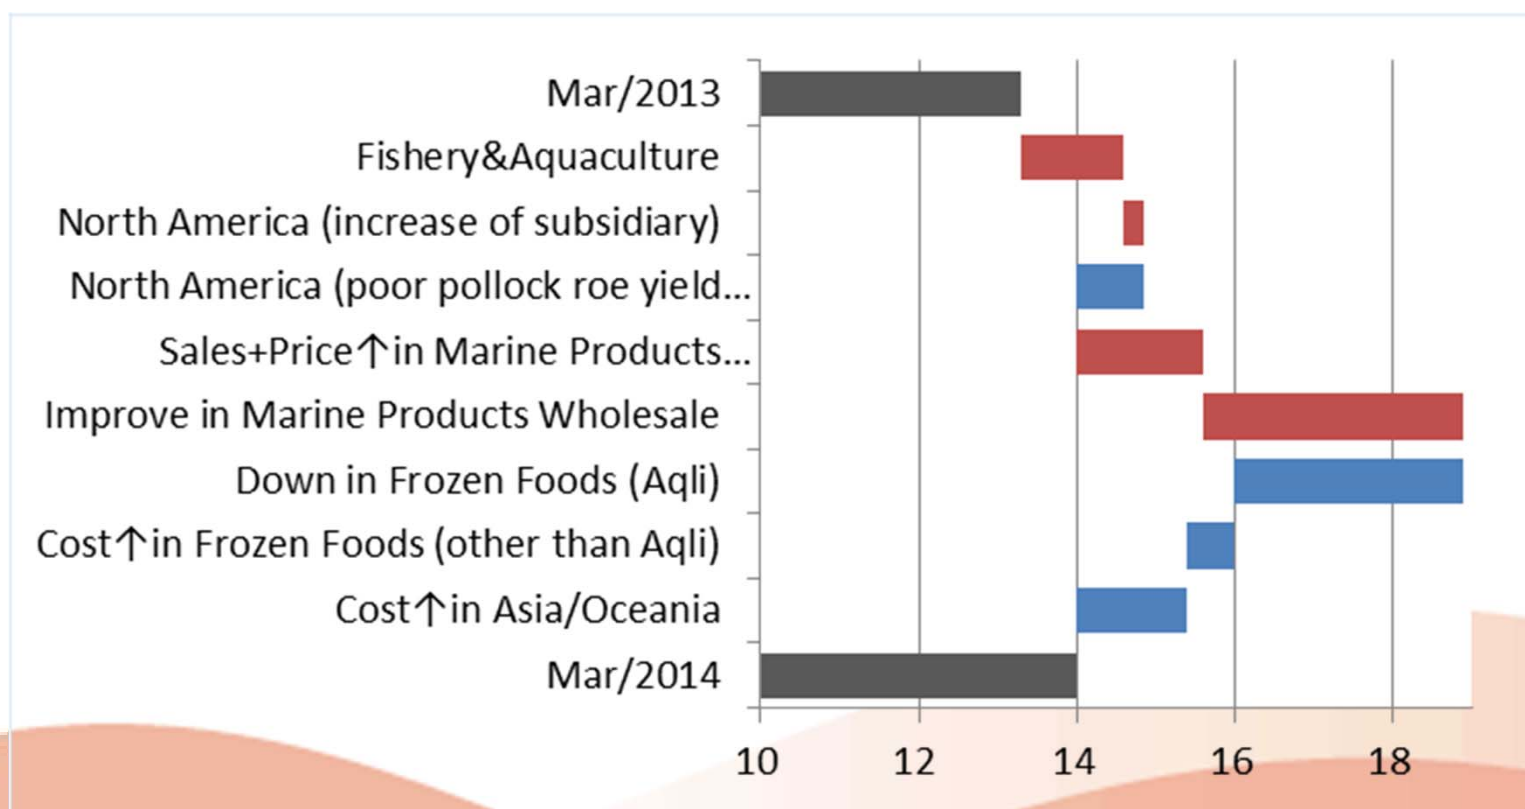 Mar/2013
Fishery&Aquaculture
North America (increase of subsidiary)
North America (poor pollock roe yield...
Sales+Price↑in Marine Products...
Improve in Marine Products Wholesale
Down in Frozen Foods (Aqli)
Cost↑in Frozen Foods (other than Aqli)
Cost↑in Asia/Oceania
Mar/2014
10 12 14 16 18